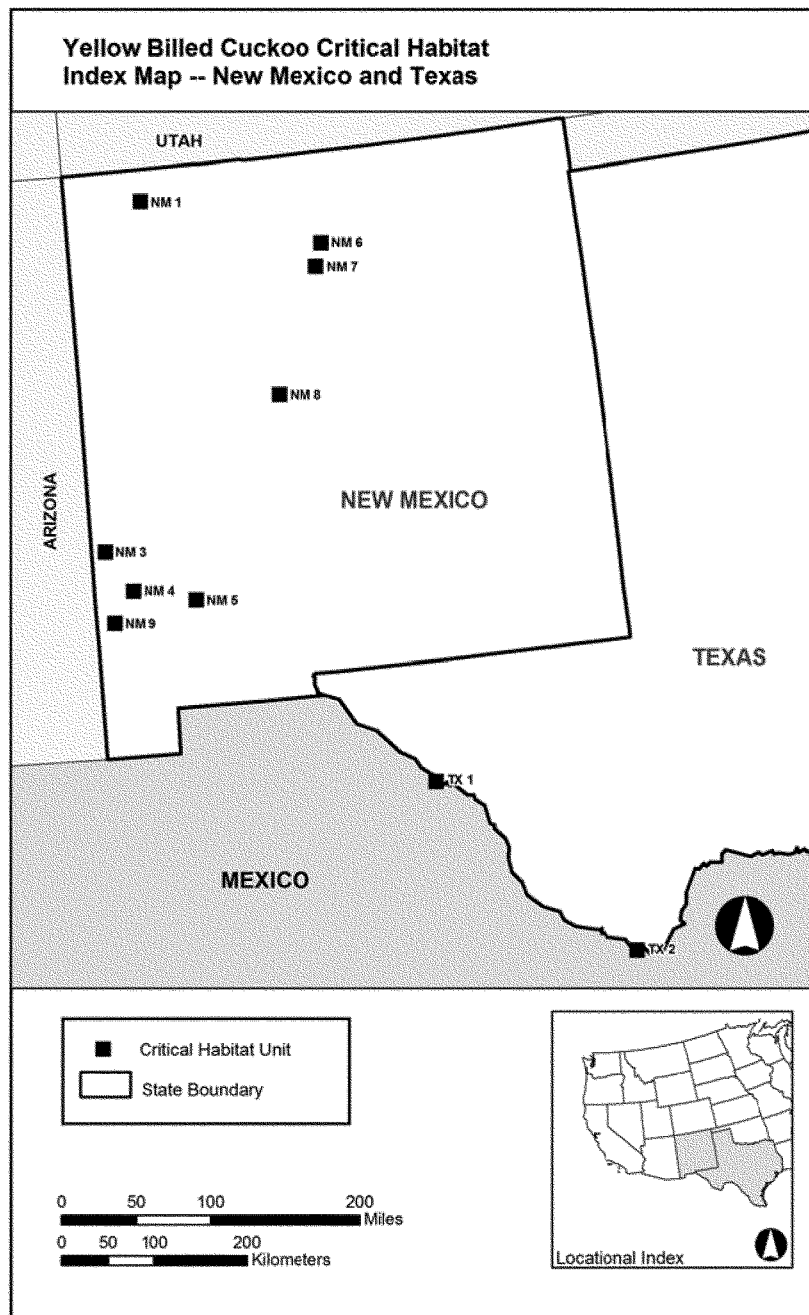 Yellow Billed Cuckoo Critical Habitat
Index Map -- New Mexico and Texas
UTAH
NM 1
NM 6
NM 7
NM 8
ARIZONA
NEW MEXICO
NM 3
NM 4
NM 5
NM 9
TEXAS
TX 1
MEXICO
TX 2
Critical Habitat Unit
State Boundary
0 50 100 200
Miles
0 50 100 200
Kilometers
Locational Index